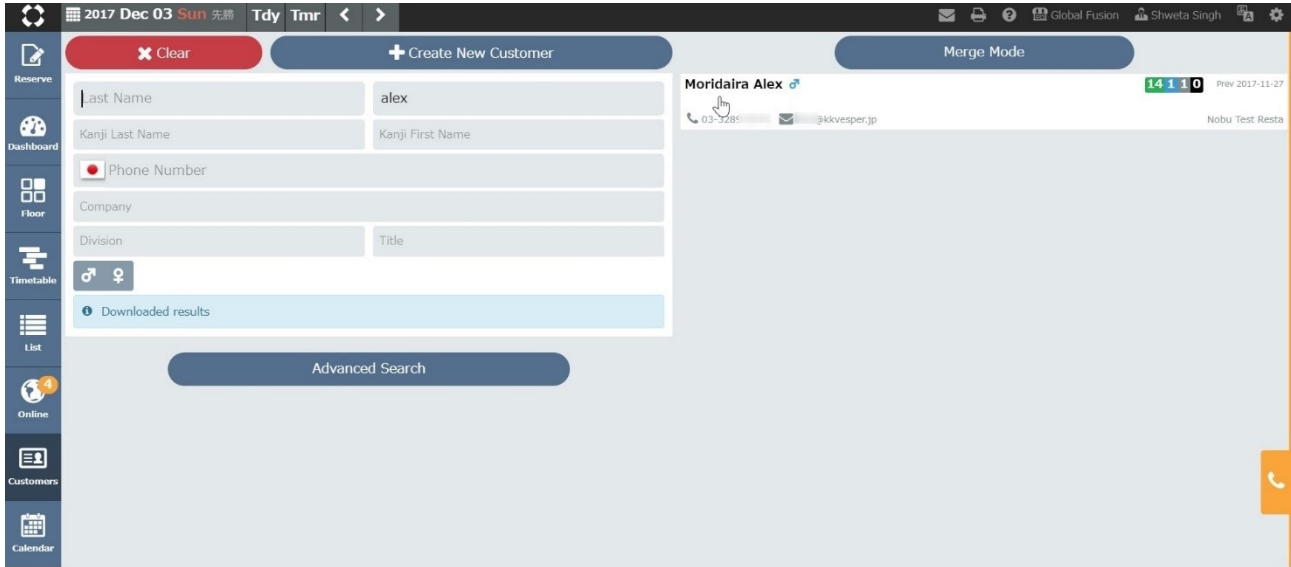 2017 Dec 03 Sun 先勝 Tdy Tmr
Global Fusion Shweta Singh
Reserve
Dashboard
Floor
Timetable
List
4
Online
Customers
Calendar
Clear
Create New Customer
Last Name alex
Kanji Last Name Kanji First Name
Phone Number
Company
Division Title
Downloaded results
Advanced Search
Merge Mode
Moridaira Alex 14 1 1 0 Prev 2017-11-27
@kkvesper.jp Nobu Test Resta